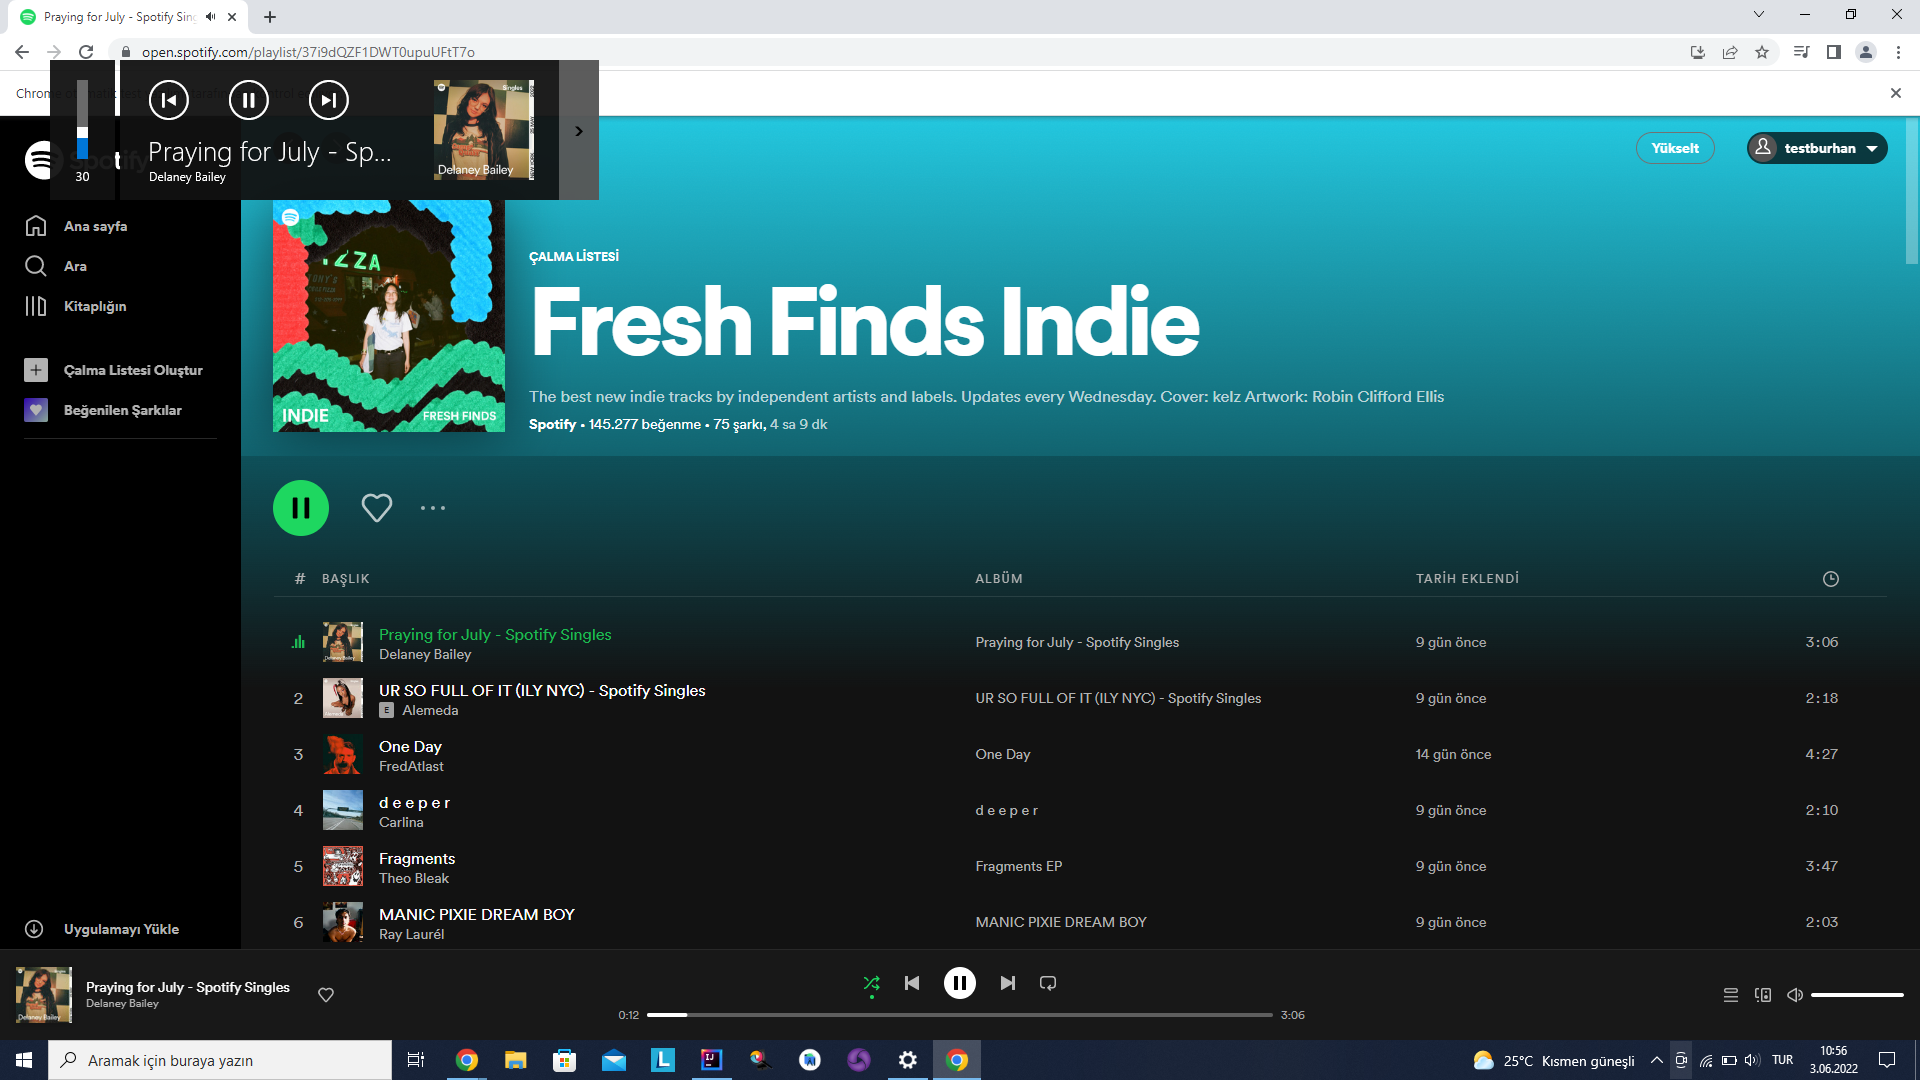 Praying for July - Spotify Sin
open.spotify.com/playlist/37i9dQZF1DWT0upuUFtT7o
Chrom
30
Praying for July - Sp...
Delaney Bailey
Singles
Delaney Bailey
Spotify
Yükselt
testburhan
Ana sayfa
Ara
Kitaplığın
Çalma Listesi Oluştur
Beğenilen Şarkılar
INDIE
FRESH FINDS
ÇALMA LİSTESİ
Fresh Finds Indie
The best new indie tracks by independent artists and labels. Updates every Wednesday. Cover: kelz Artwork: Robin Clifford Ellis
Spotify • 145.277 beğenme • 75 şarkı, 4 sa 9 dk
# BAŞLIK ALBÜM TARİH EKLENDİ
Praying for July - Spotify Singles
Delaney Bailey
Praying for July - Spotify Singles 9 gün önce 3:06
2 UR SO FULL OF IT (ILY NYC) - Spotify Singles
E Alemeda
UR SO FULL OF IT (ILY NYC) - Spotify Singles 9 gün önce 2:18
3 One Day
FredAtlast
One Day 14 gün önce 4:27
4 d e e p e r
Carlina
d e e p e r 9 gün önce 2:10
5 Fragments
Theo Bleak
Fragments EP 9 gün önce 3:47
6 MANIC PIXIE DREAM BOY
Ray Laurél
MANIC PIXIE DREAM BOY 9 gün önce 2:03
Uygulamayı Yükle
Praying for July - Spotify Singles
Delaney Bailey
0:12
3:06
Aramak için buraya yazın
25°C Kısmen güneşli
TUR
10:56
3.06.2022